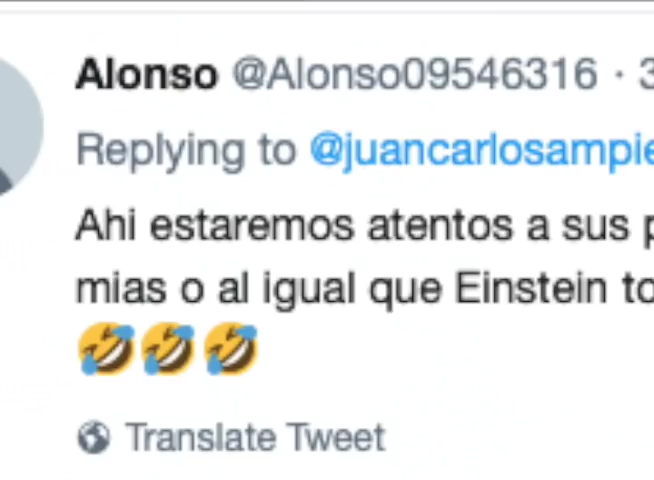 Alonso @Alonso09546316 · 3
Replying to @juancarlosampie
Ahi estaremos atentos a sus p
mias o al igual que Einstein to
🤣🤣🤣
Translate Tweet